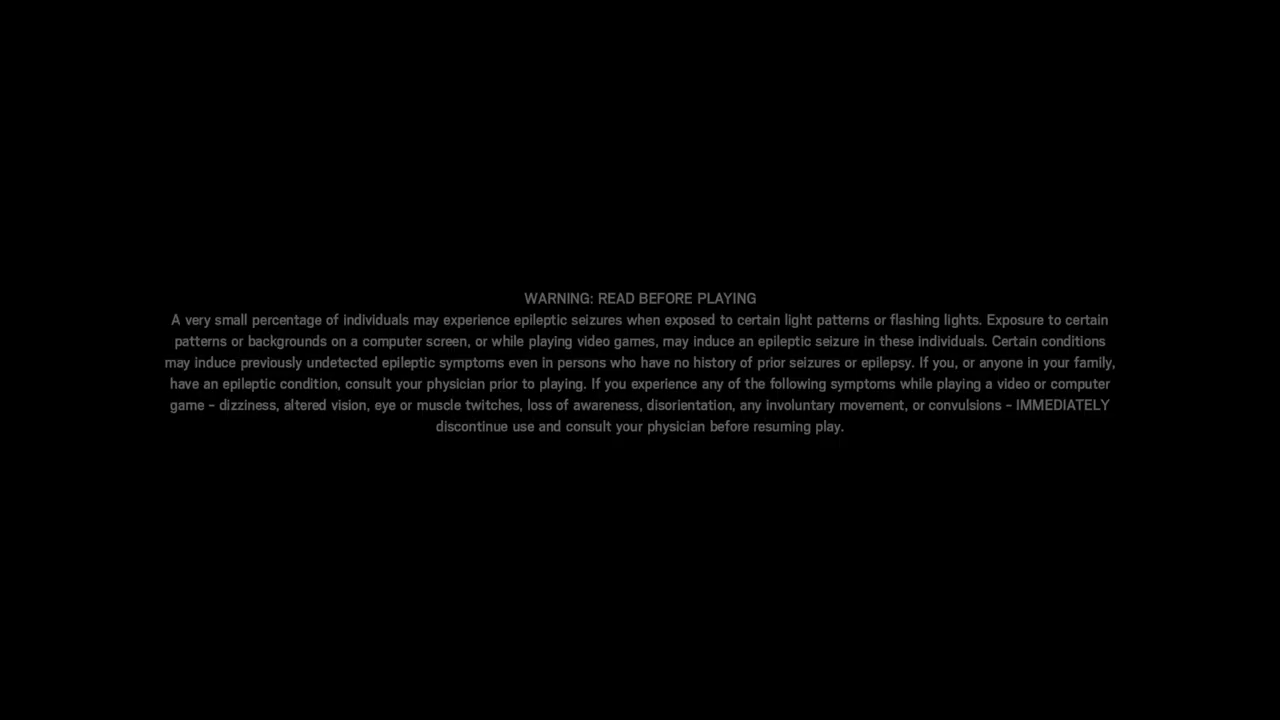 WARNING: READ BEFORE PLAYING
A very small percentage of individuals may experience epileptic seizures when exposed to certain light patterns or flashing lights. Exposure to certain
patterns or backgrounds on a computer screen, or while playing video games, may induce an epileptic seizure in these individuals. Certain conditions
may induce previously undetected epileptic symptoms even in persons who have no history of prior seizures or epilepsy. If you, or anyone in your family,
have an epileptic condition, consult your physician prior to playing. If you experience any of the following symptoms while playing a video or computer
game - dizziness, altered vision, eye or muscle twitches, loss of awareness, disorientation, any involuntary movement, or convulsions - IMMEDIATELY
discontinue use and consult your physician before resuming play.